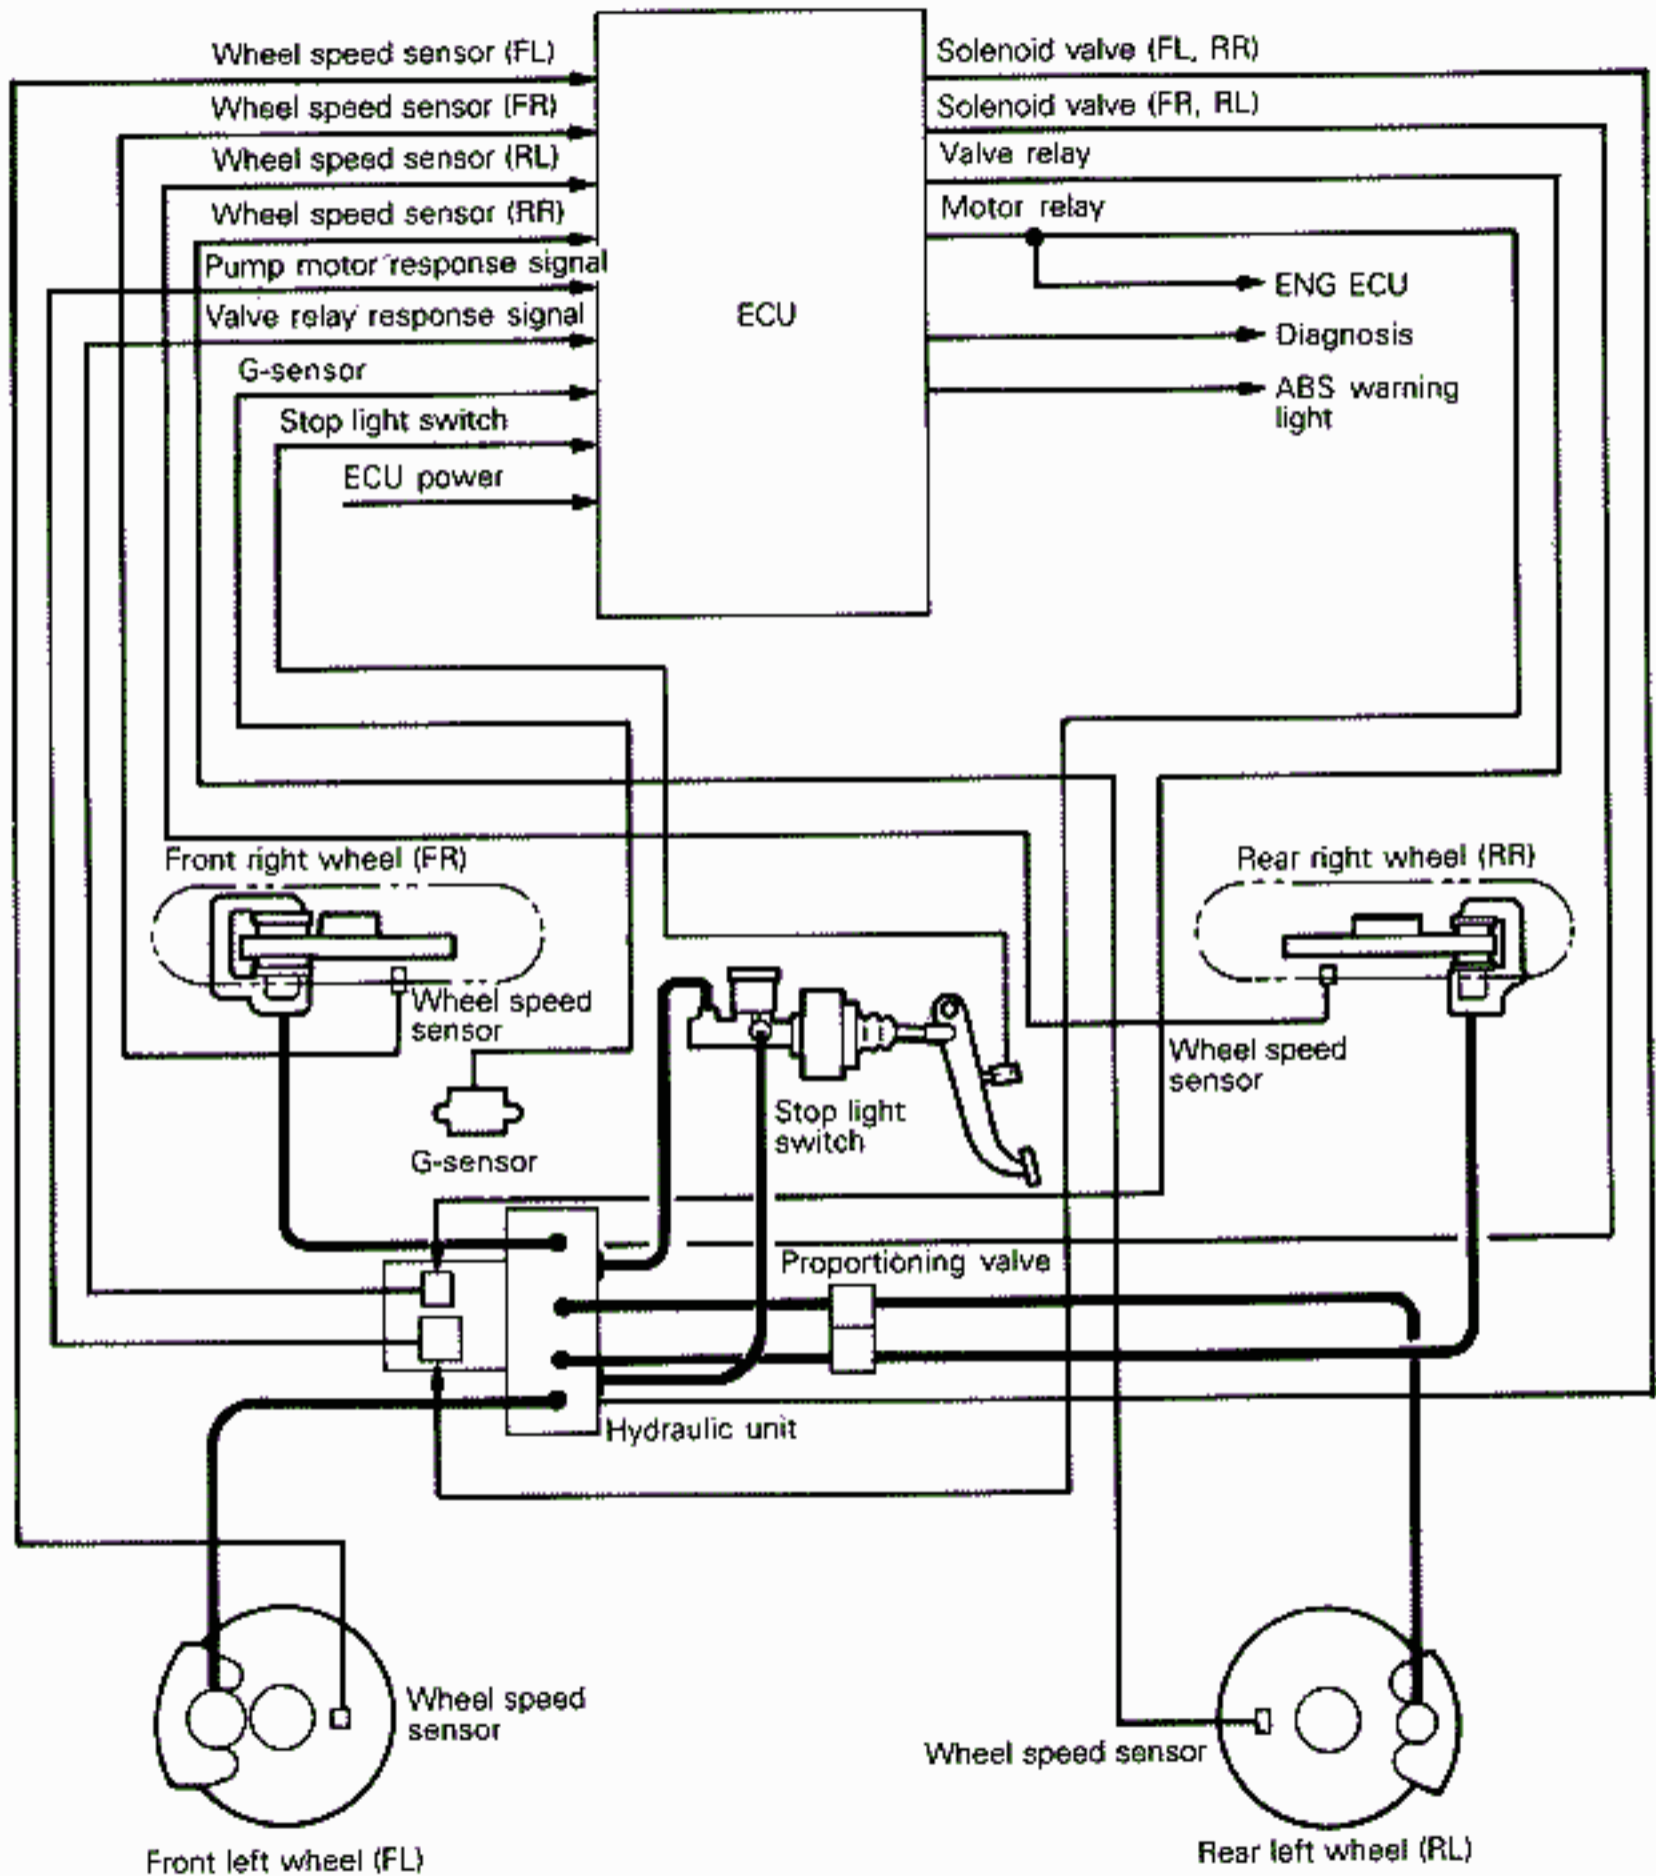 Wheel speed sensor (FL)
Wheel speed sensor (FR)
Wheel speed sensor (RL)
Wheel speed sensor (RR)
Pump motor response signal
Valve relay response signal
G-sensor
Stop light switch
ECU power
ECU
Solenoid valve (FL, RR)
Solenoid valve (FR, RL)
Valve relay
Motor relay
ENG ECU
Diagnosis
ABS warning
light
Front right wheel (FR)
Rear right wheel (RR)
Wheel speed
sensor
G-sensor
Stop light
switch
Wheel speed
sensor
Proportioning valve
Hydraulic unit
Wheel speed
sensor
Wheel speed sensor
Front left wheel (FL)
Rear left wheel (RL)